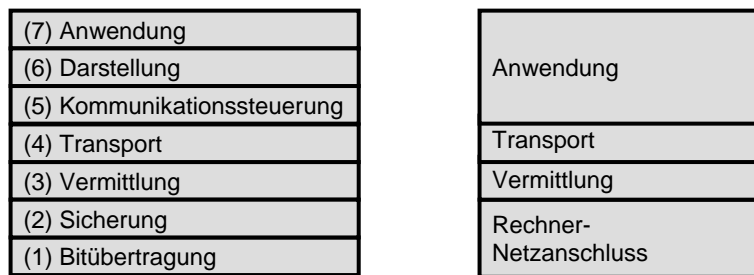 (7) Anwendung
(6) Darstellung
(5) Kommunikationssteuerung
(4) Transport
(3) Vermittlung
(2) Sicherung
(1) Bitübertragung
Anwendung
Transport
Vermittlung
Rechner-
Netzanschluss